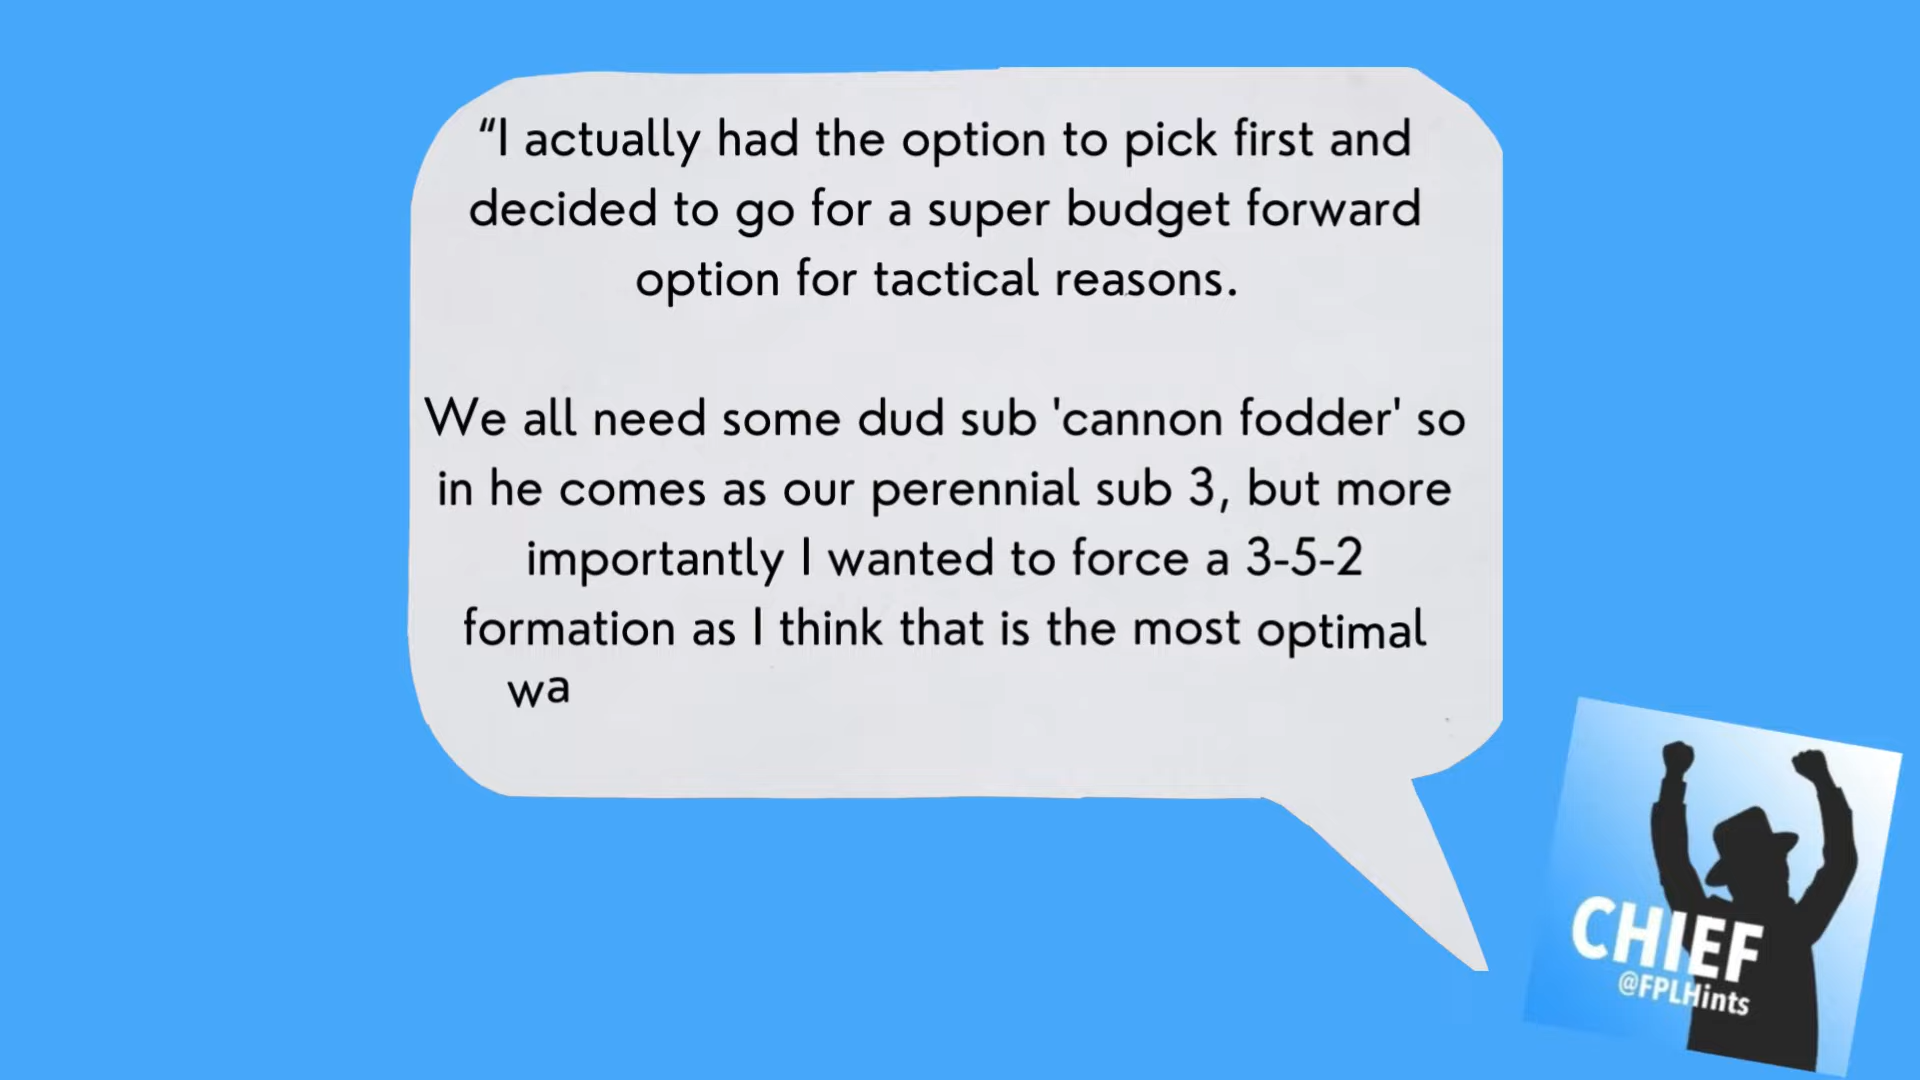 “I actually had the option to pick first and
decided to go for a super budget forward
option for tactical reasons.
We all need some dud sub 'cannon fodder' so
in he comes as our perennial sub 3, but more
importantly I wanted to force a 3-5-2
formation as I think that is the most optimal
wa
CHIEF
@FPLHints